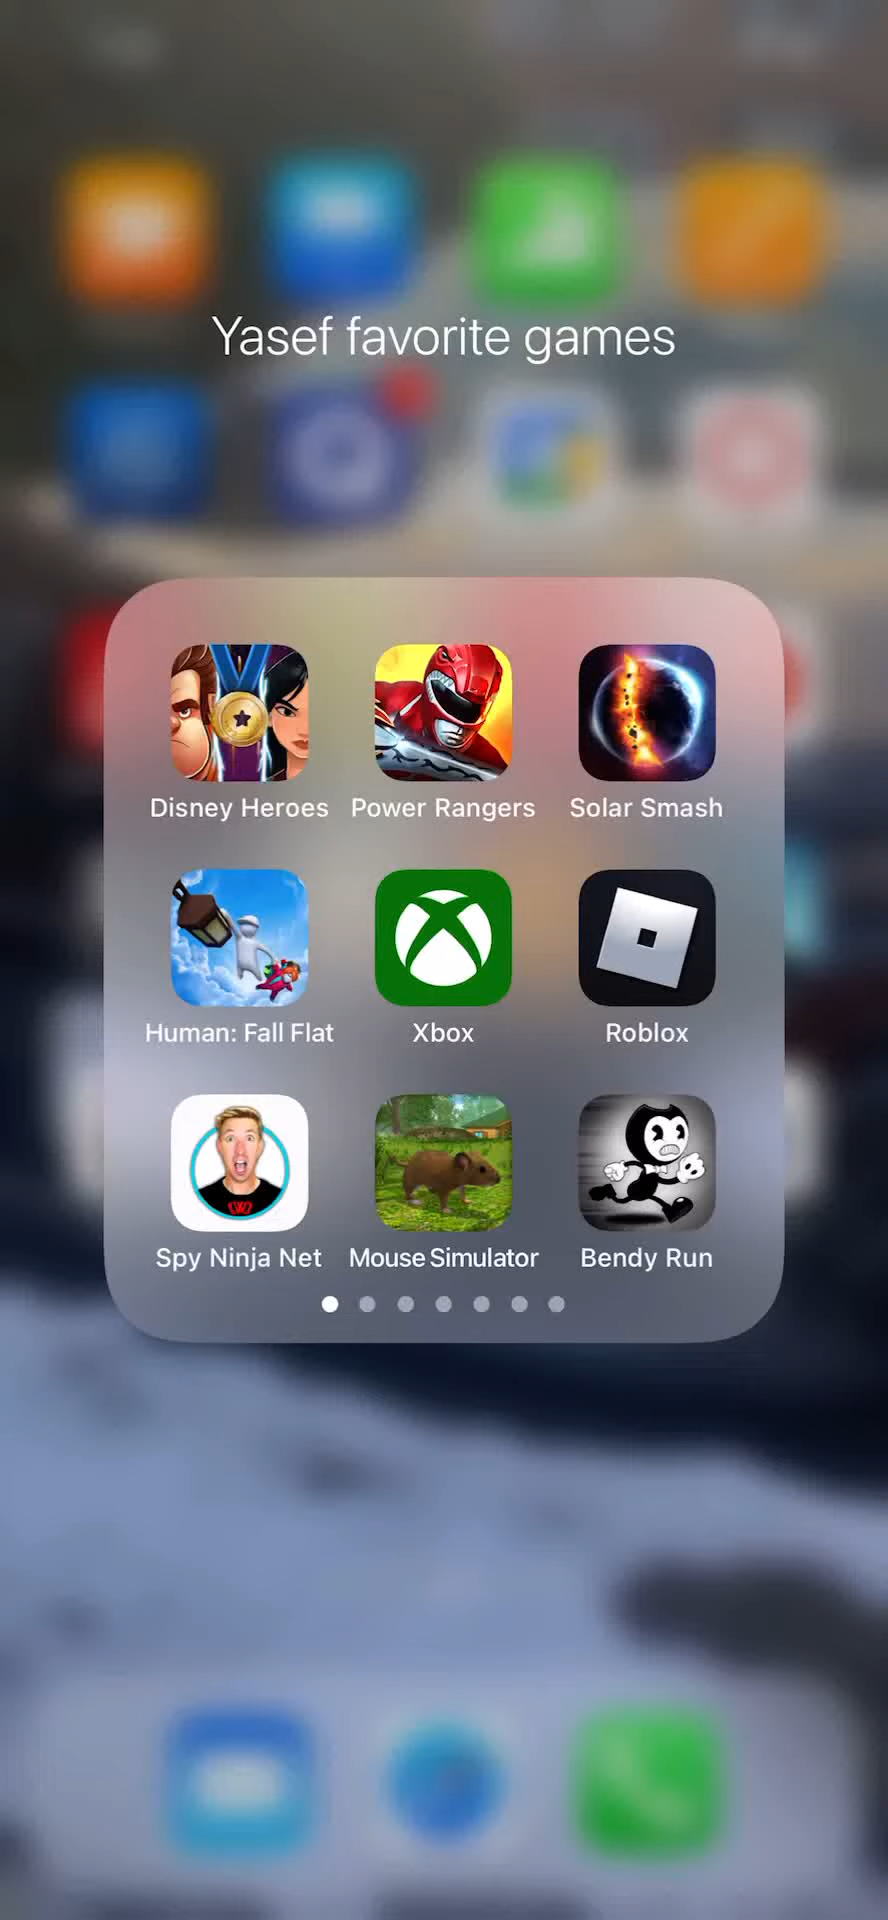 Yasef favorite games
Disney Heroes Power Rangers Solar Smash
Human: Fall Flat Xbox Roblox
Spy Ninja Net Mouse Simulator Bendy Run